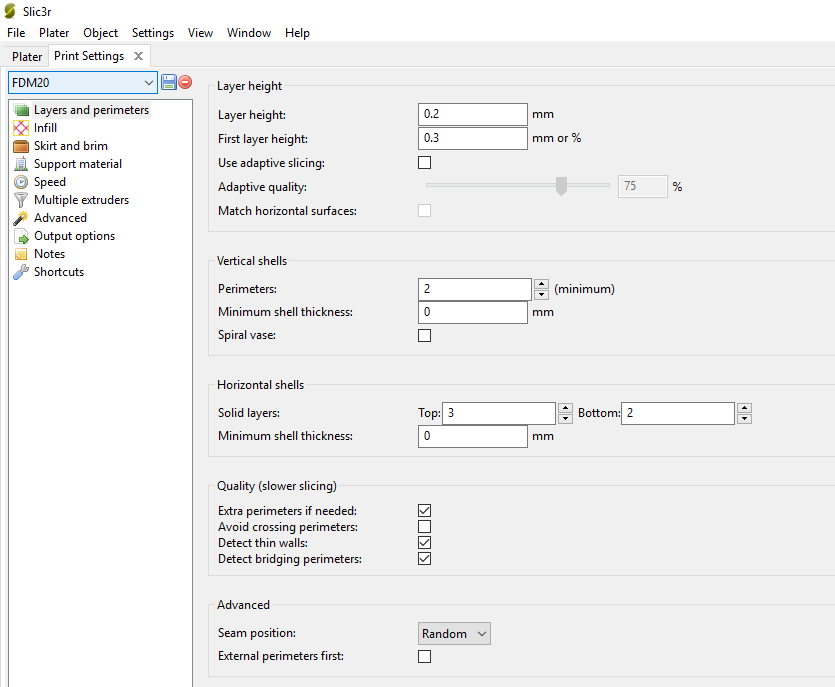 Slic3r
File Plater Object Settings View Window Help
Plater Print Settings
FDM20
Layers and perimeters
Infill
Skirt and brim
Support material
Speed
Multiple extruders
Advanced
Output options
Notes
Shortcuts
Layer height
Layer height: 0.2 mm
First layer height: 0.3 mm or %
Use adaptive slicing:
Adaptive quality: 75 %
Match horizontal surfaces:
Vertical shells
Perimeters: 2 (minimum)
Minimum shell thickness: 0 mm
Spiral vase:
Horizontal shells
Solid layers: Top: 3 Bottom: 2
Minimum shell thickness: 0 mm
Quality (slower slicing)
Extra perimeters if needed:
Avoid crossing perimeters:
Detect thin walls:
Detect bridging perimeters:
Advanced
Seam position: Random
External perimeters first: